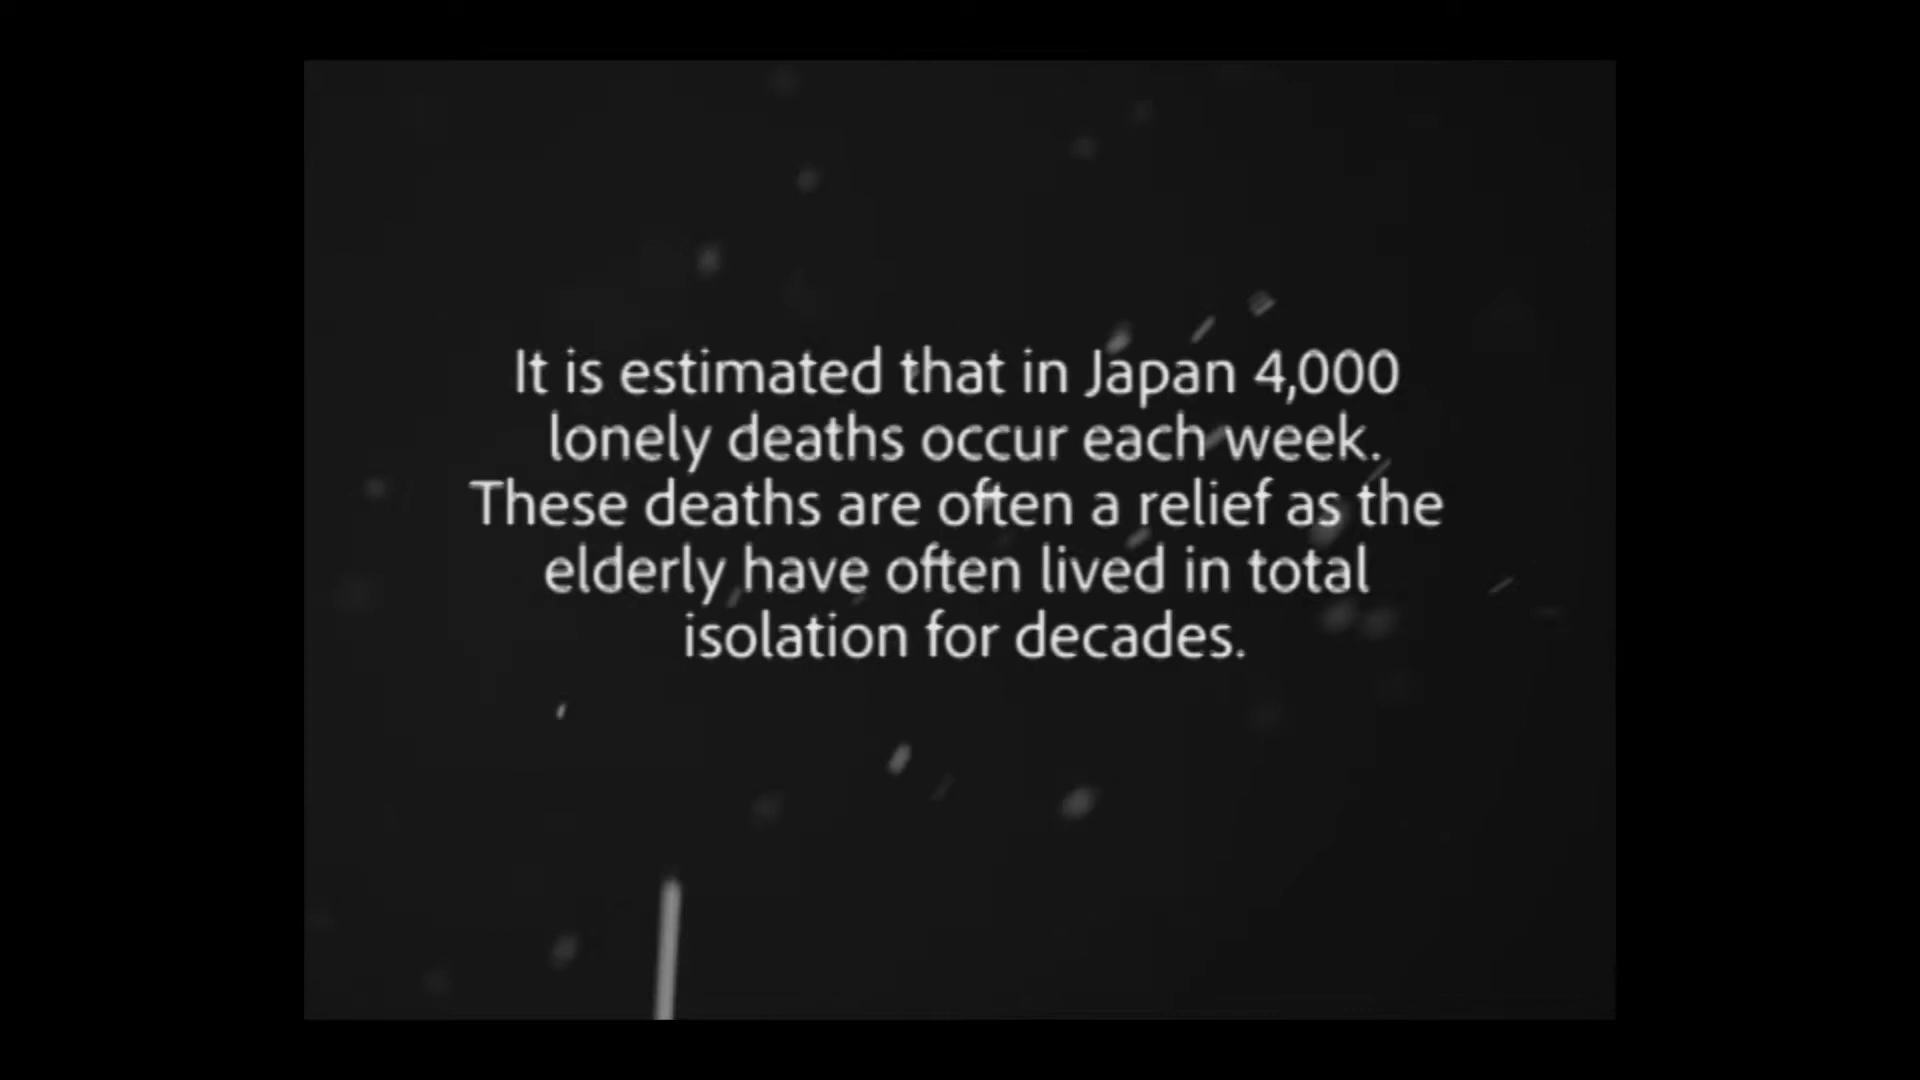 It is estimated that in Japan 4,000
lonely deaths occur each week.
These deaths are often a relief as the
elderly have often lived in total
isolation for decades.